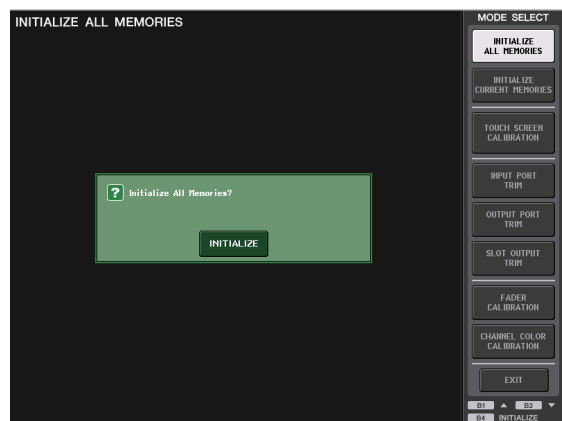 INITIALIZE ALL MEMORIES
MODE SELECT
INITIALIZE
ALL MEMORIES
INITIALIZE
CURRENT MEMORIES
TOUCH SCREEN
CALIBRATION
INPUT PORT
TRIM
OUTPUT PORT
TRIM
SLOT OUTPUT
TRIM
FADER
CALIBRATION
CHANNEL COLOR
CALIBRATION
EXIT
B1 ▲ B2 ▼
B4 INITIALIZE
? Initialize All Memories?
INITIALIZE